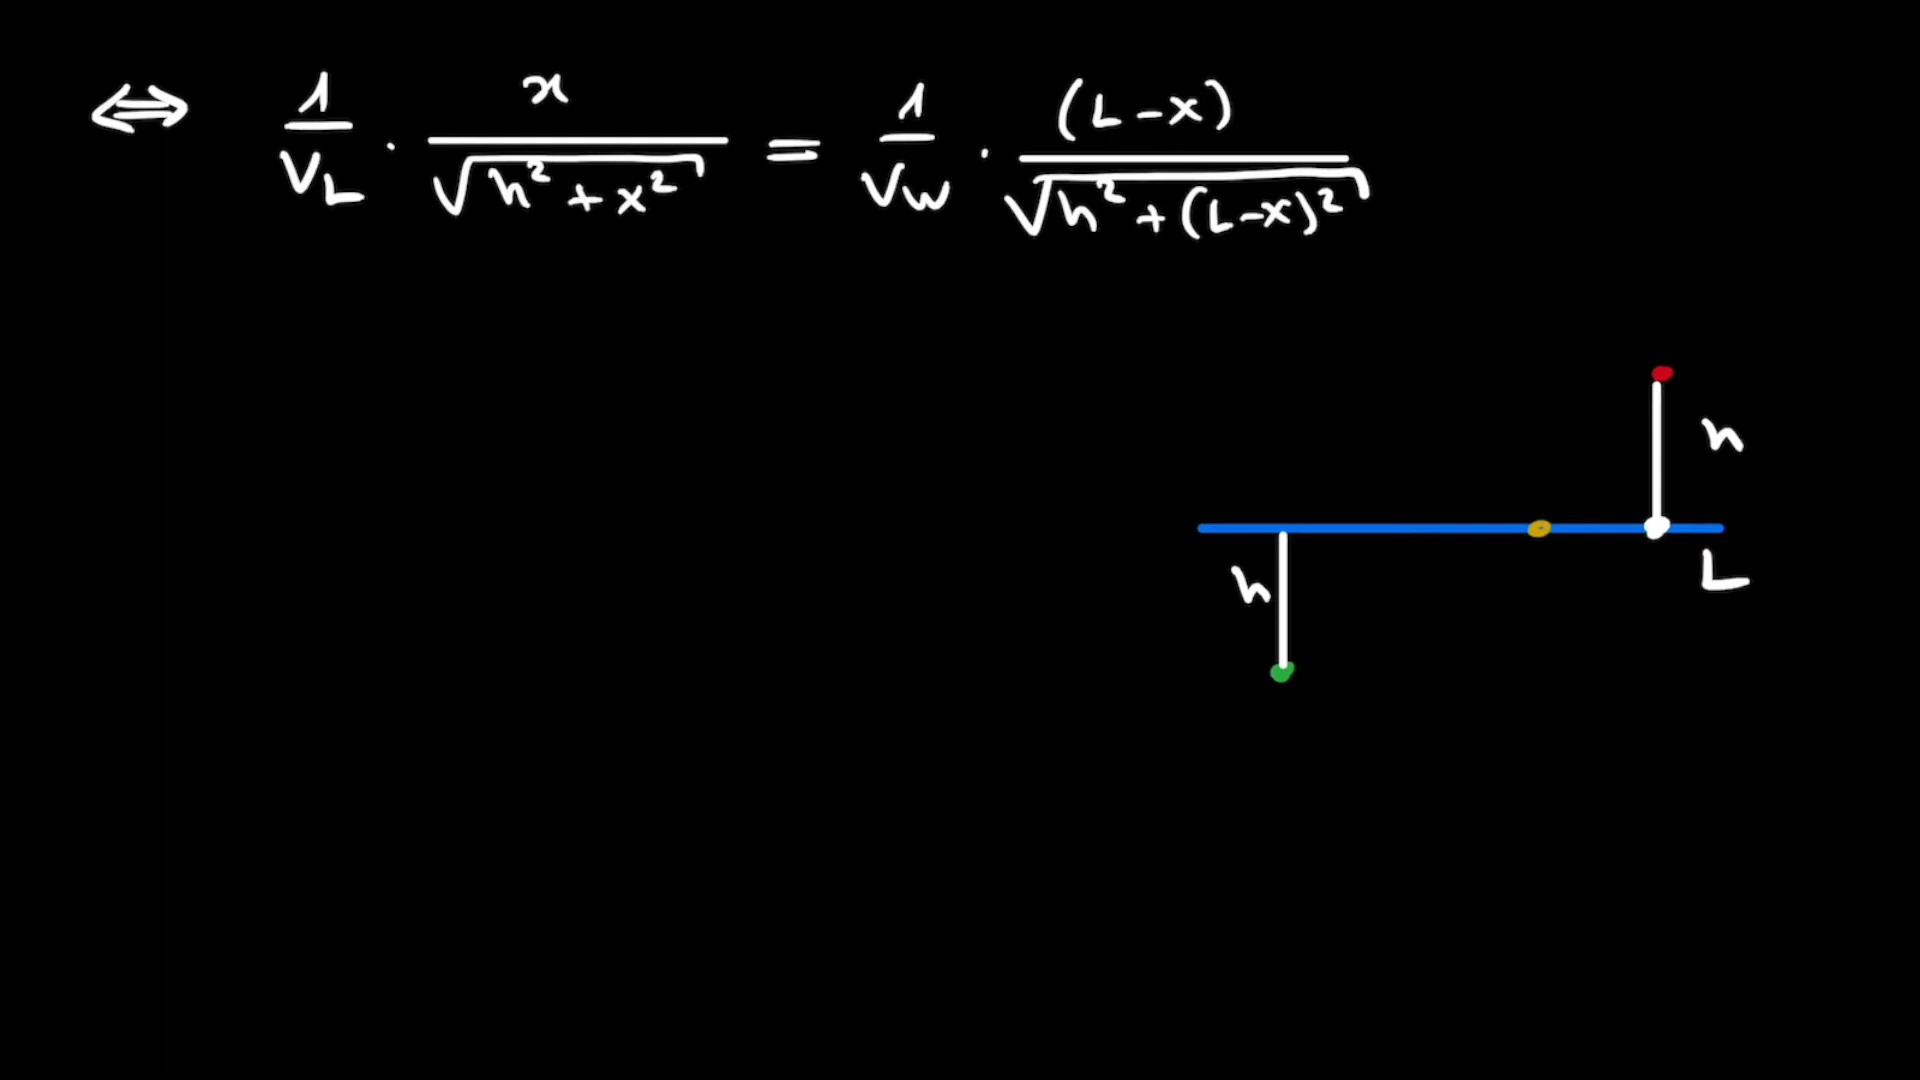 ⇔ 1/V_L · x/√(h² + x²) = 1/V_W · (L-x)/√(h² + (L-x)²)
h
h
L